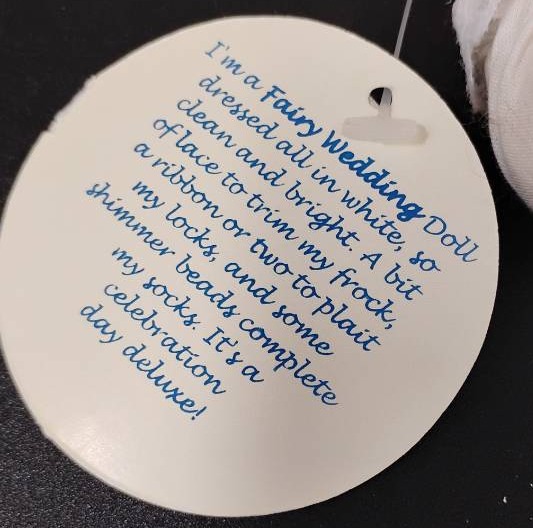 I'm a Fairy Wedding Doll
dressed all in white, so
clean and bright. A bit
of lace to trim my frock,
a ribbon or two to plait
my locks, and some
shimmer beads complete
my socks. It's a
celebration
day deluxe!